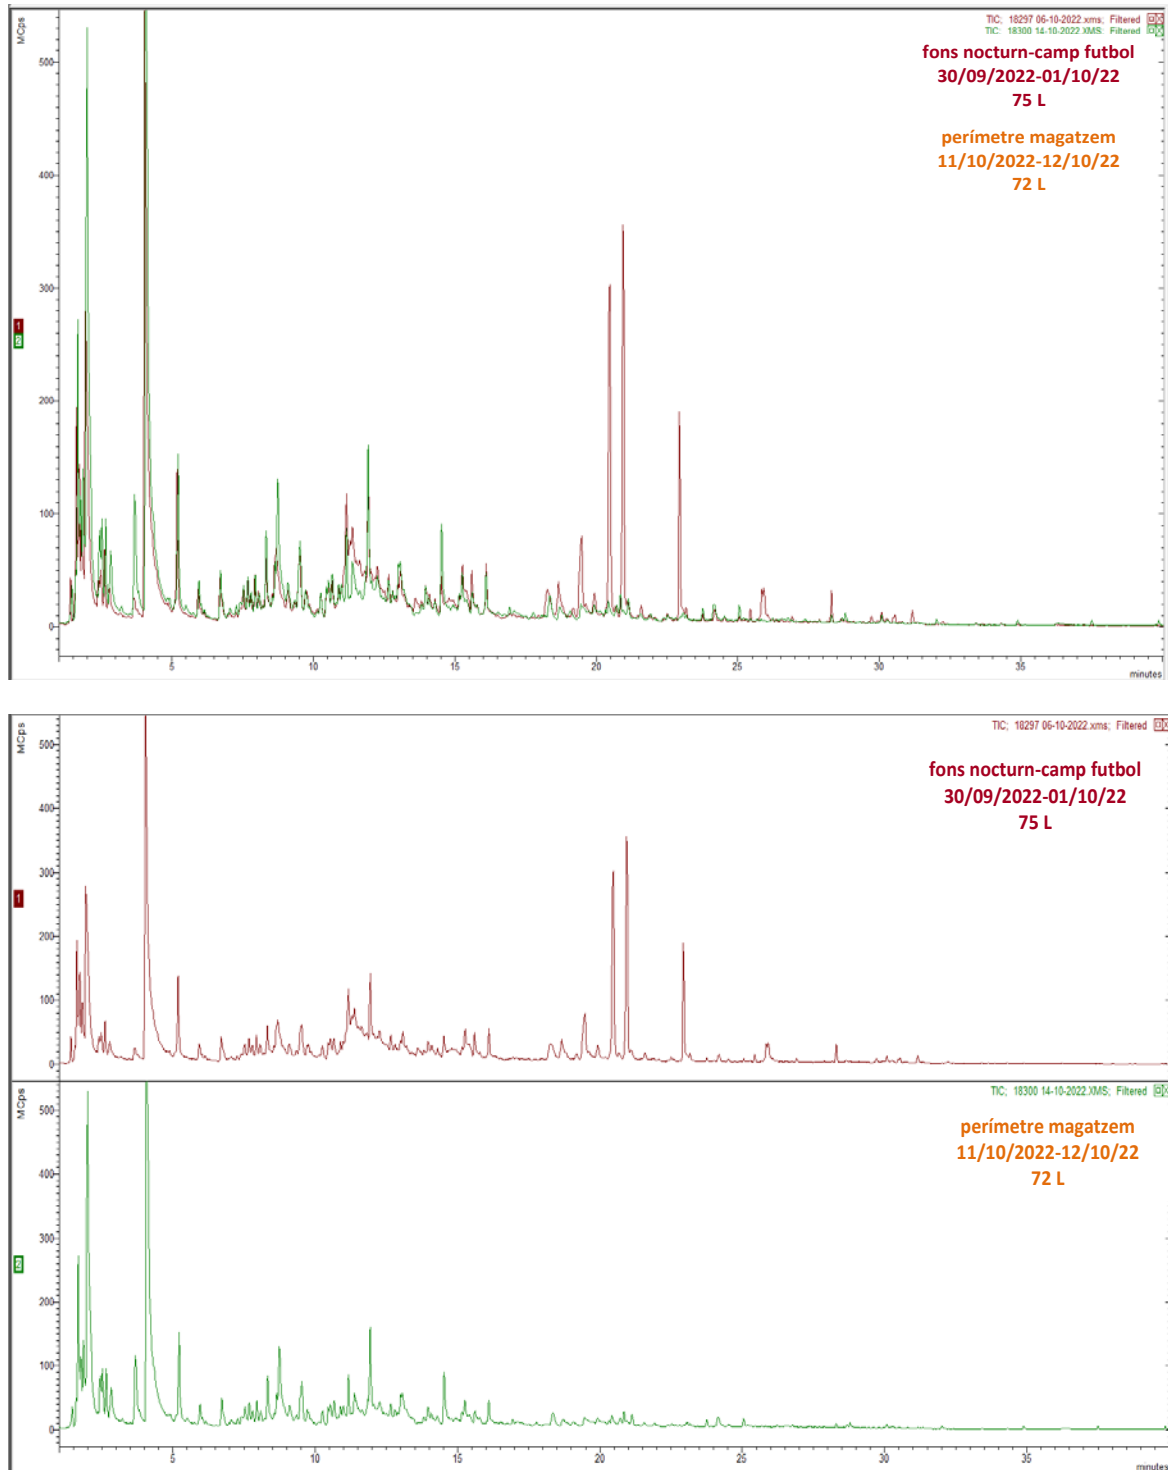 MCps
TIC; 18297 06-10-2022.xms; Filtered
TIC; 18300 14-10-2022.XMS; Filtered
fons nocturn-camp futbol
30/09/2022-01/10/22
75 L
perímetre magatzem
11/10/2022-12/10/22
72 L
500
400
300
200
100
0
1
2
5
10
15
20
25
30
35
minutes
MCps
TIC; 18297 06-10-2022.xms; Filtered
fons nocturn-camp futbol
30/09/2022-01/10/22
75 L
500
400
300
200
100
0
1
MCps
TIC; 18300 14-10-2022.XMS; Filtered
perímetre magatzem
11/10/2022-12/10/22
72 L
500
400
300
200
100
0
2
5
10
15
20
25
30
35
minutes